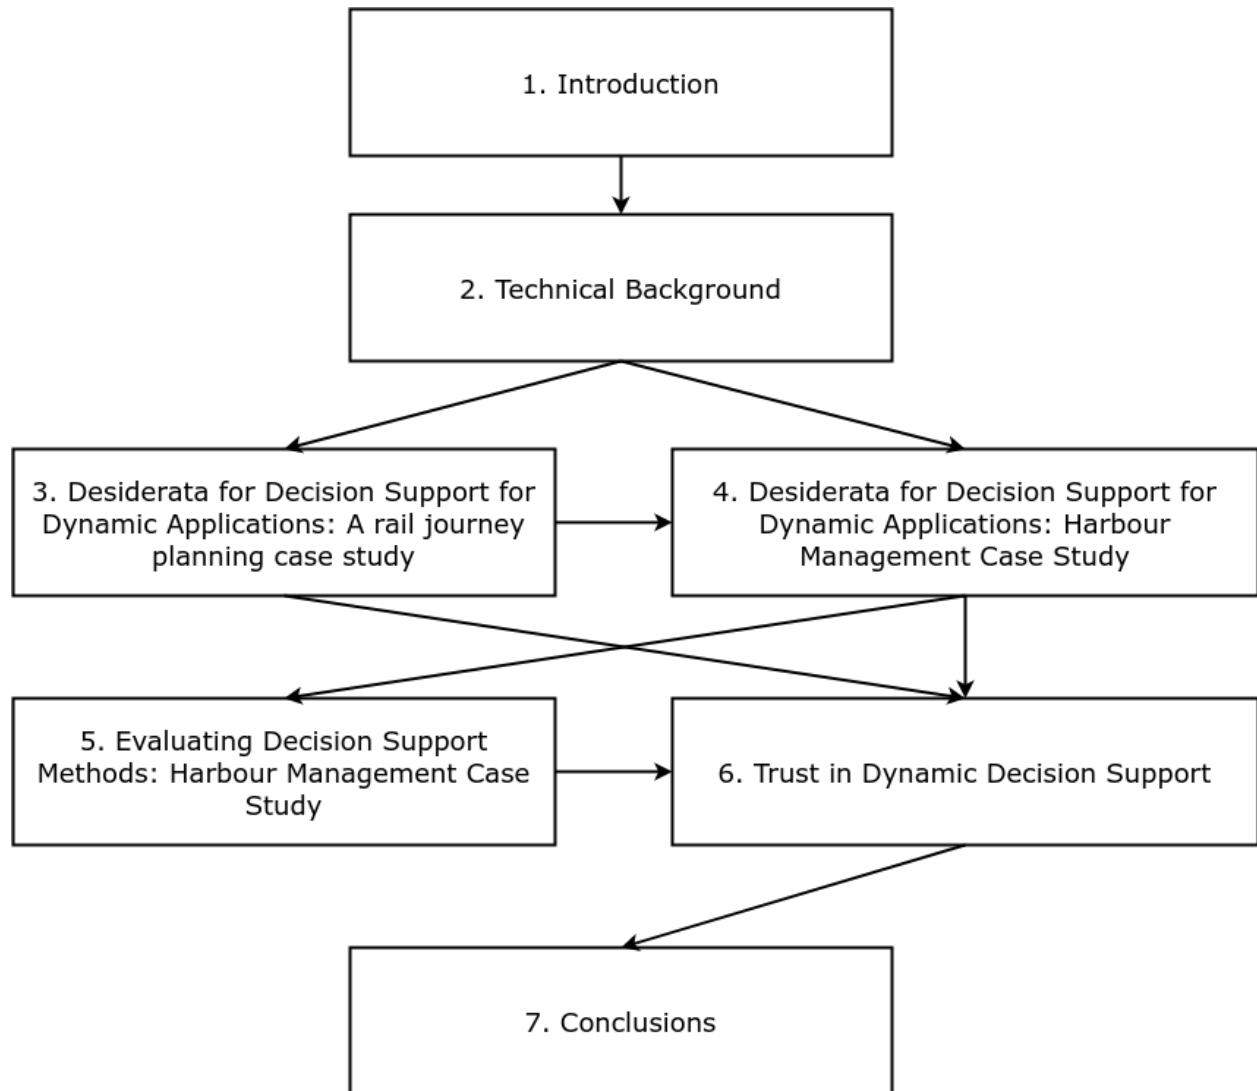 1. Introduction
2. Technical Background
3. Desiderata for Decision Support for
Dynamic Applications: A rail journey
planning case study
4. Desiderata for Decision Support for
Dynamic Applications: Harbour
Management Case Study
5. Evaluating Decision Support
Methods: Harbour Management Case
Study
6. Trust in Dynamic Decision Support
7. Conclusions